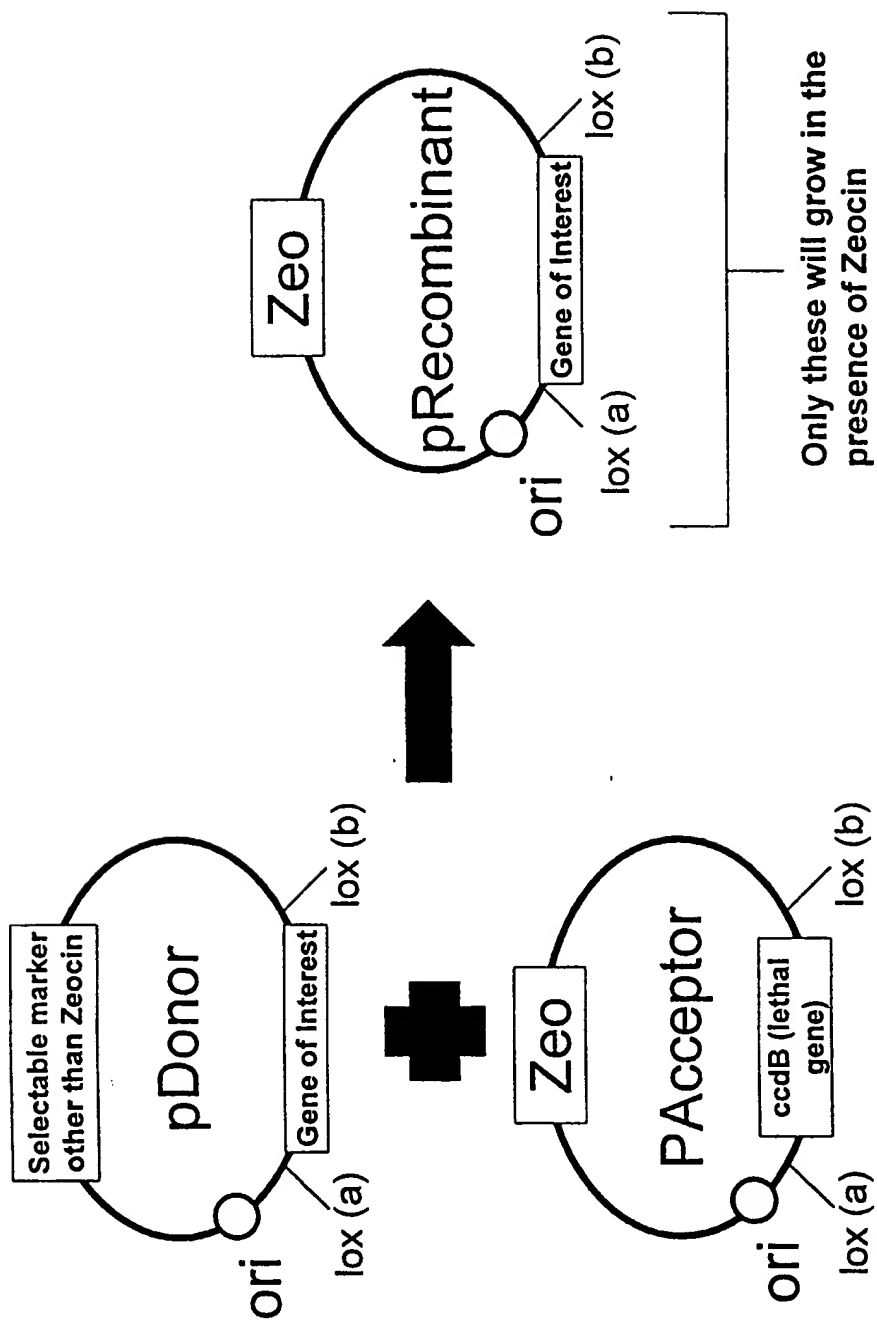 Selectable marker
other than Zeocin
pDonor
ori
Gene of Interest
lox (a)
lox (b)
Zeo
PAcceptor
ori
ccdB (lethal
gene)
lox (a)
lox (b)
Zeo
pRecombinant
ori
Gene of Interest
lox (a)
lox (b)
Only these will grow in the
presence of Zeocin